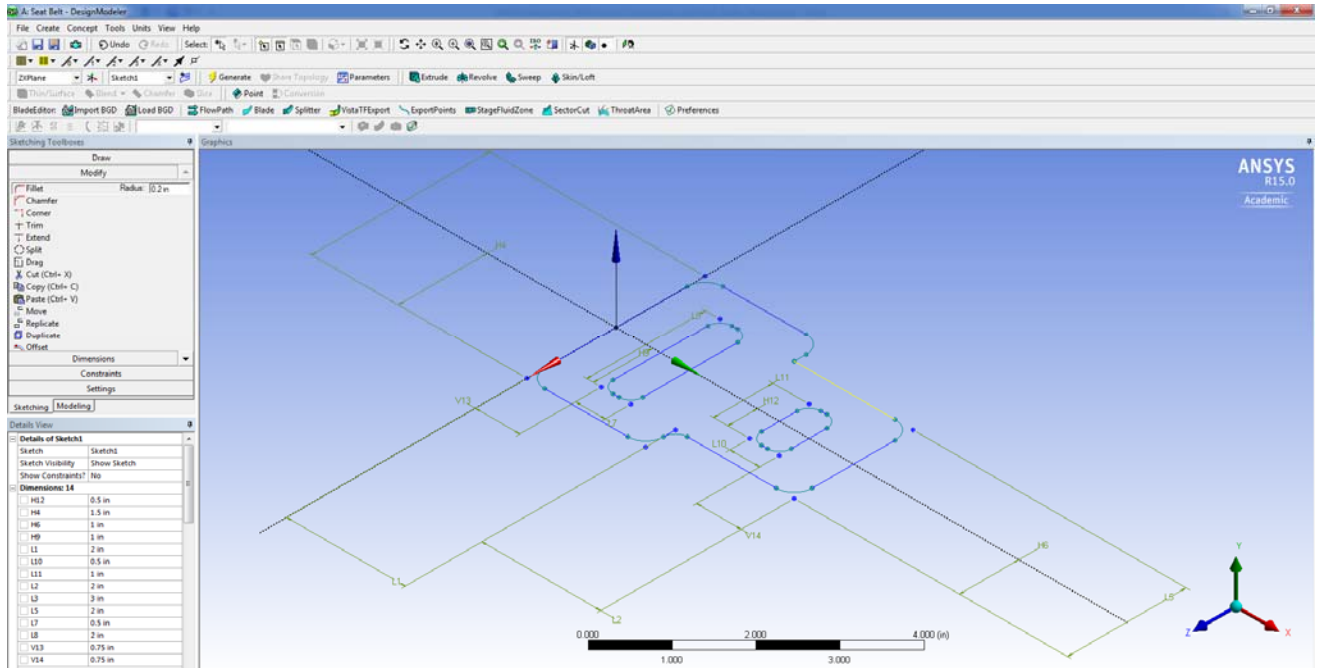 A: Seat Belt - DesignModeler
File Create Concept Tools Units View Help
Undo Redo Select:
ZXPlane Sketch1 Generate Share Topology Parameters Extrude Revolve Sweep Skin/Loft
Thin/Surface Blend Chamfer Slice Point Conversion
BladeEditor: Import BGD Load BGD FlowPath Blade Splitter VistaTFExport ExportPoints StageFluidZone SectorCut ThroatArea Preferences
Sketching Toolboxes Graphics
Draw
Modify
Fillet Radius: 0.2 in
Chamfer
Corner
Trim
Extend
Split
Drag
Cut (Ctrl+ X)
Copy (Ctrl+ C)
Paste (Ctrl+ V)
Move
Replicate
Duplicate
Offset
Dimensions
Constraints
Settings
Sketching Modeling
Details View
Details of Sketch1
Sketch Sketch1
Sketch Visibility Show Sketch
Show Constraints? No
Dimensions: 14
H12 0.5 in
H4 1.5 in
H6 1 in
H9 1 in
L1 2 in
L10 0.5 in
L11 1 in
L2 2 in
L3 3 in
L5 2 in
L7 0.5 in
L8 2 in
V13 0.75 in
V14 0.75 in
ANSYS
R15.0
Academic
H4
L8
H9
L11
H12
V13
L7
L10
V14
H6
L5
L1
L2
0.000 2.000 4.000 (in)
1.000 3.000
Y
Z X